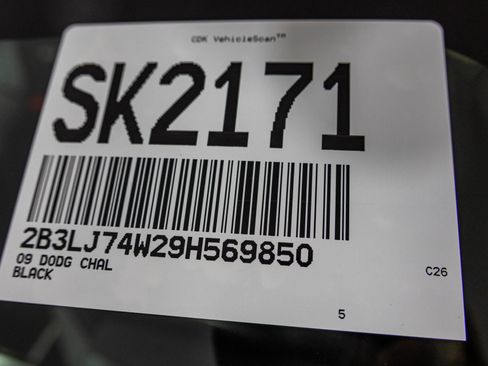 CDK VehicleScan™
SK2171
2B3LJ74W29H569850
09 DODG CHAL
BLACK
C26
5